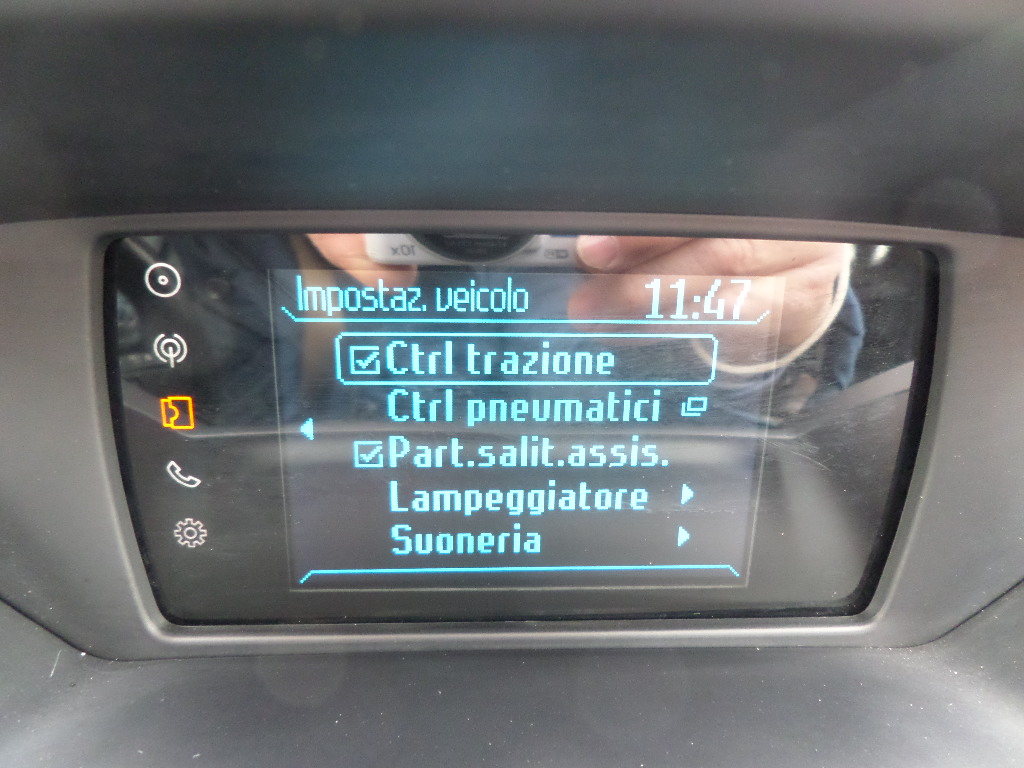 Impostaz. veicolo 11:47
Ctrl trazione
Ctrl pneumatici
Part.salit.assis.
Lampeggiatore
Suoneria